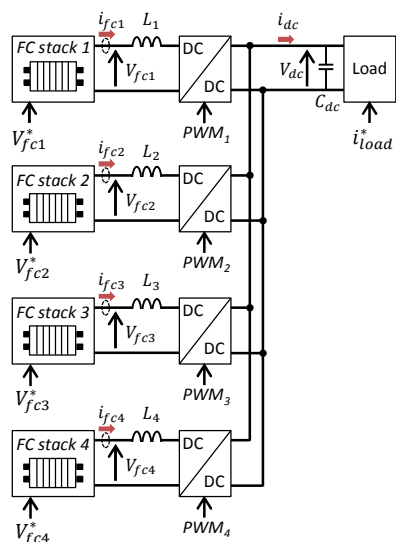 i_fc1 L_1 i_dc
FC stack 1 DC
V_fc1 V_dc Load
DC
C_dc
V*_fc1 PWM_1 i*_load
i_fc2 L_2
FC stack 2 DC
V_fc2
DC
V*_fc2 PWM_2
i_fc3 L_3
FC stack 3 DC
V_fc3
DC
V*_fc3 PWM_3
i_fc4 L_4
FC stack 4 DC
V_fc4
DC
V*_fc4 PWM_4